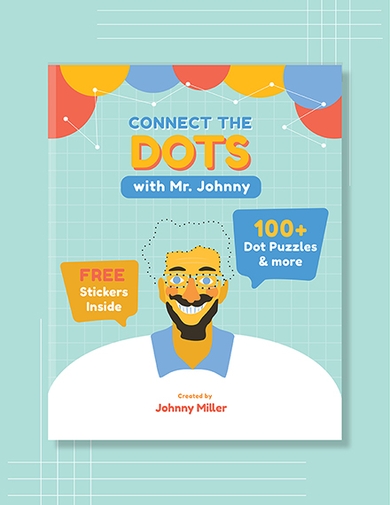 CONNECT THE
DOTS
with Mr. Johnny
100+
Dot Puzzles
& more
FREE
Stickers
Inside
Created by
Johnny Miller